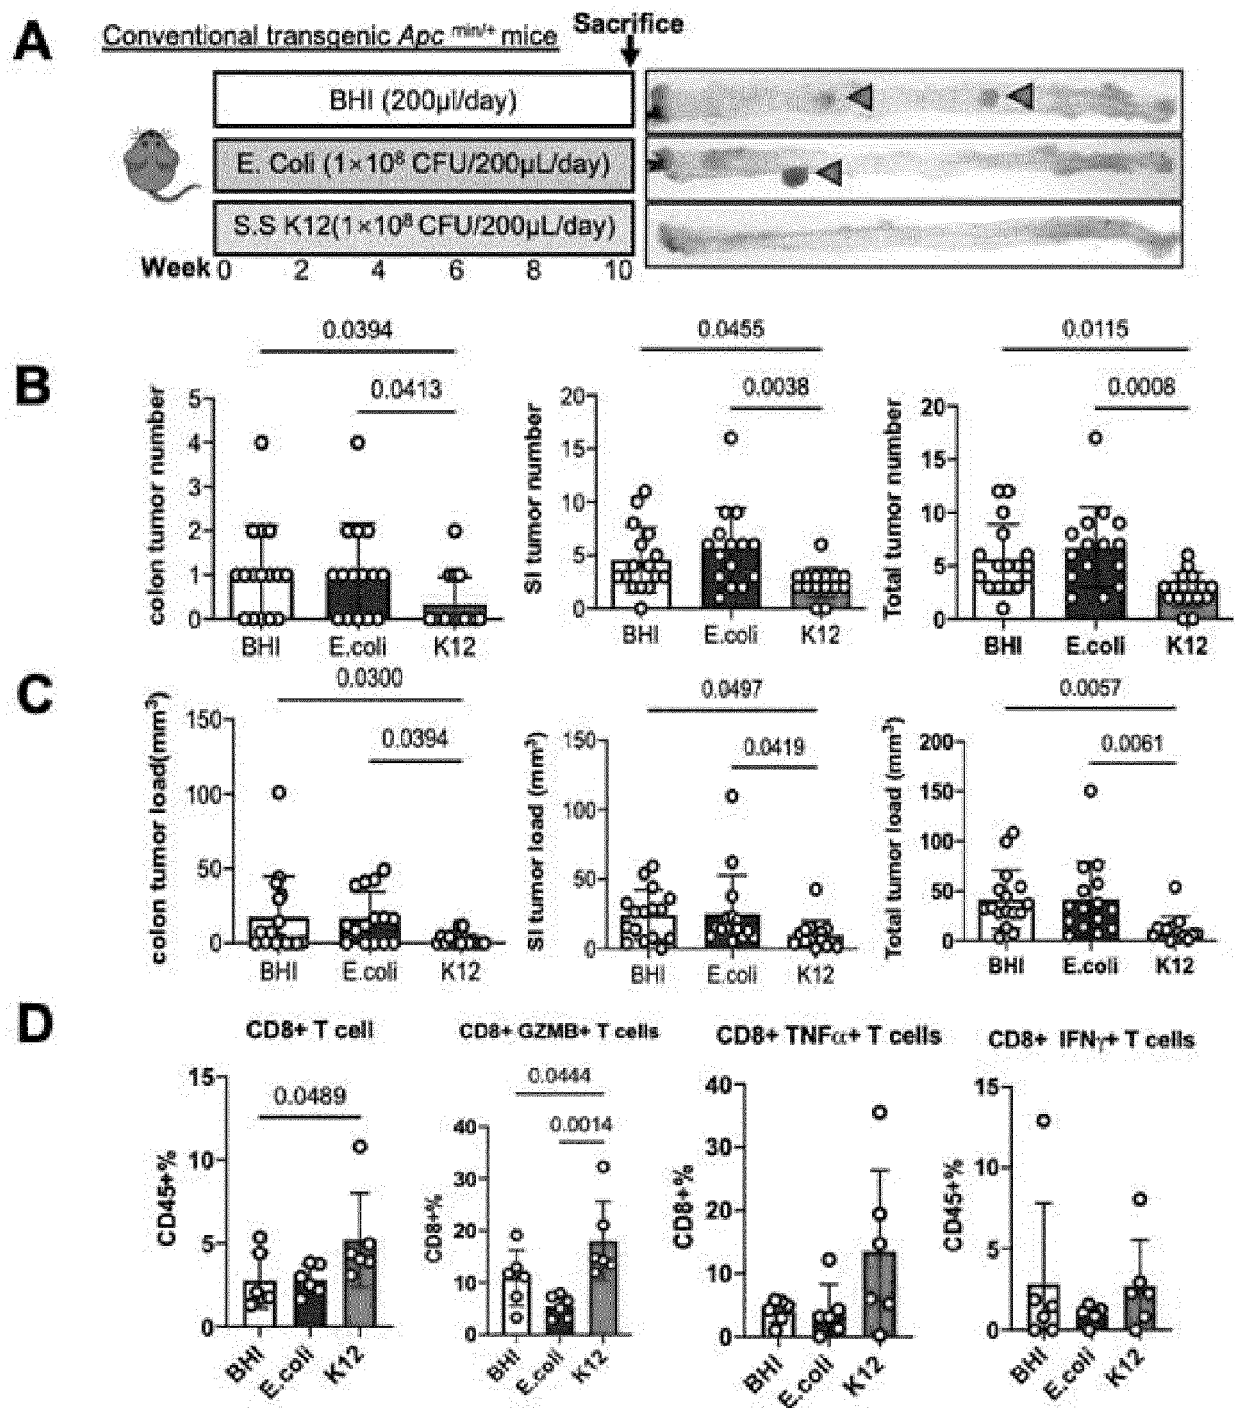 A
Conventional transgenic Apc min/+ mice
Sacrifice
BHI (200µl/day)
E. Coli (1×10⁸ CFU/200µL/day)
S.S K12(1×10⁸ CFU/200µL/day)
Week 0 2 4 6 8 10
B
0.0394
0.0413
colon tumor number
5
4
3
2
1
0
BHI E.coli K12
0.0455
0.0038
SI tumor number
20
15
10
5
0
BHI E.coli K12
0.0115
0.0008
Total tumor number
20
15
10
5
0
BHI E.coli K12
C
0.0300
0.0394
colon tumor load(mm³)
150
100
50
0
BHI E.coli K12
0.0497
0.0419
SI tumor load (mm³)
150
100
50
0
BHI E.coli K12
0.0057
0.0061
Total tumor load (mm³)
200
150
100
50
0
BHI E.coli K12
D
CD8+ T cell
0.0489
CD45+%
15
10
5
0
BHI E.coli K12
CD8+ GZMB+ T cells
0.0444
0.0014
CD8+%
40
30
20
10
0
BHI E.coli K12
CD8+ TNFα+ T cells
CD8+%
40
30
20
10
0
BHI E.coli K12
CD8+ IFNγ+ T cells
CD45+%
15
10
5
0
BHI E.coli K12